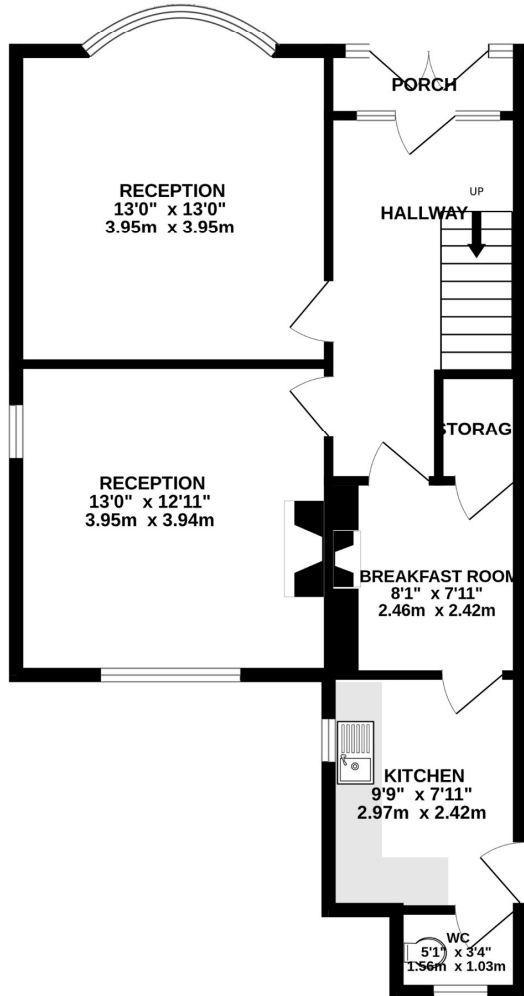 PORCH
UP
HALLWAY
RECEPTION
13'0" x 13'0"
3.95m x 3.95m
STORAG
RECEPTION
13'0" x 12'11"
3.95m x 3.94m
BREAKFAST ROOM
8'1" x 7'11"
2.46m x 2.42m
KITCHEN
9'9" x 7'11"
2.97m x 2.42m
WC
5'1" x 3'4"
1.56m x 1.03m